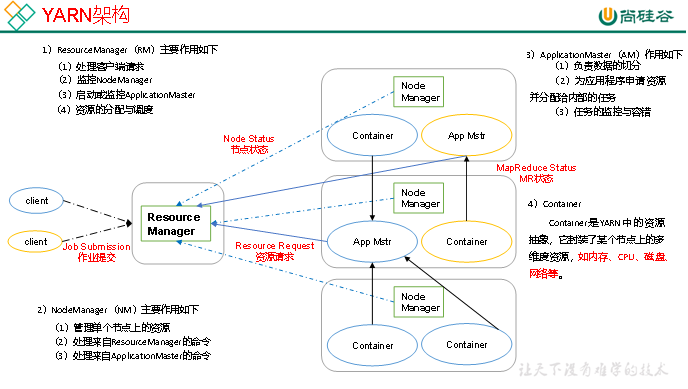 YARN架构
尚硅谷
1）ResourceManager（RM）主要作用如下
（1）处理客户端请求
（2）监控NodeManager
（3）启动或监控ApplicationMaster
（4）资源的分配与调度
3）ApplicationMaster（AM）作用如下
（1）负责数据的切分
（2）为应用程序申请资源
并分配给内部的任务
（3）任务的监控与容错
Node
Manager
Container
App Mstr
Node Status
节点状态
MapReduce Status
MR状态
client
client
Resource
Manager
Job Submission
作业提交
Resource Request
资源请求
Node
Manager
App Mstr
Container
4）Container
Container是YARN中的资源
抽象，它封装了某个节点上的多
维度资源，如内存、CPU、磁盘、
网络等。
2）NodeManager（NM）主要作用如下
（1）管理单个节点上的资源
（2）处理来自ResourceManager的命令
（3）处理来自ApplicationMaster的命令
Node
Manager
Container
Container
让天下没有难学的技术